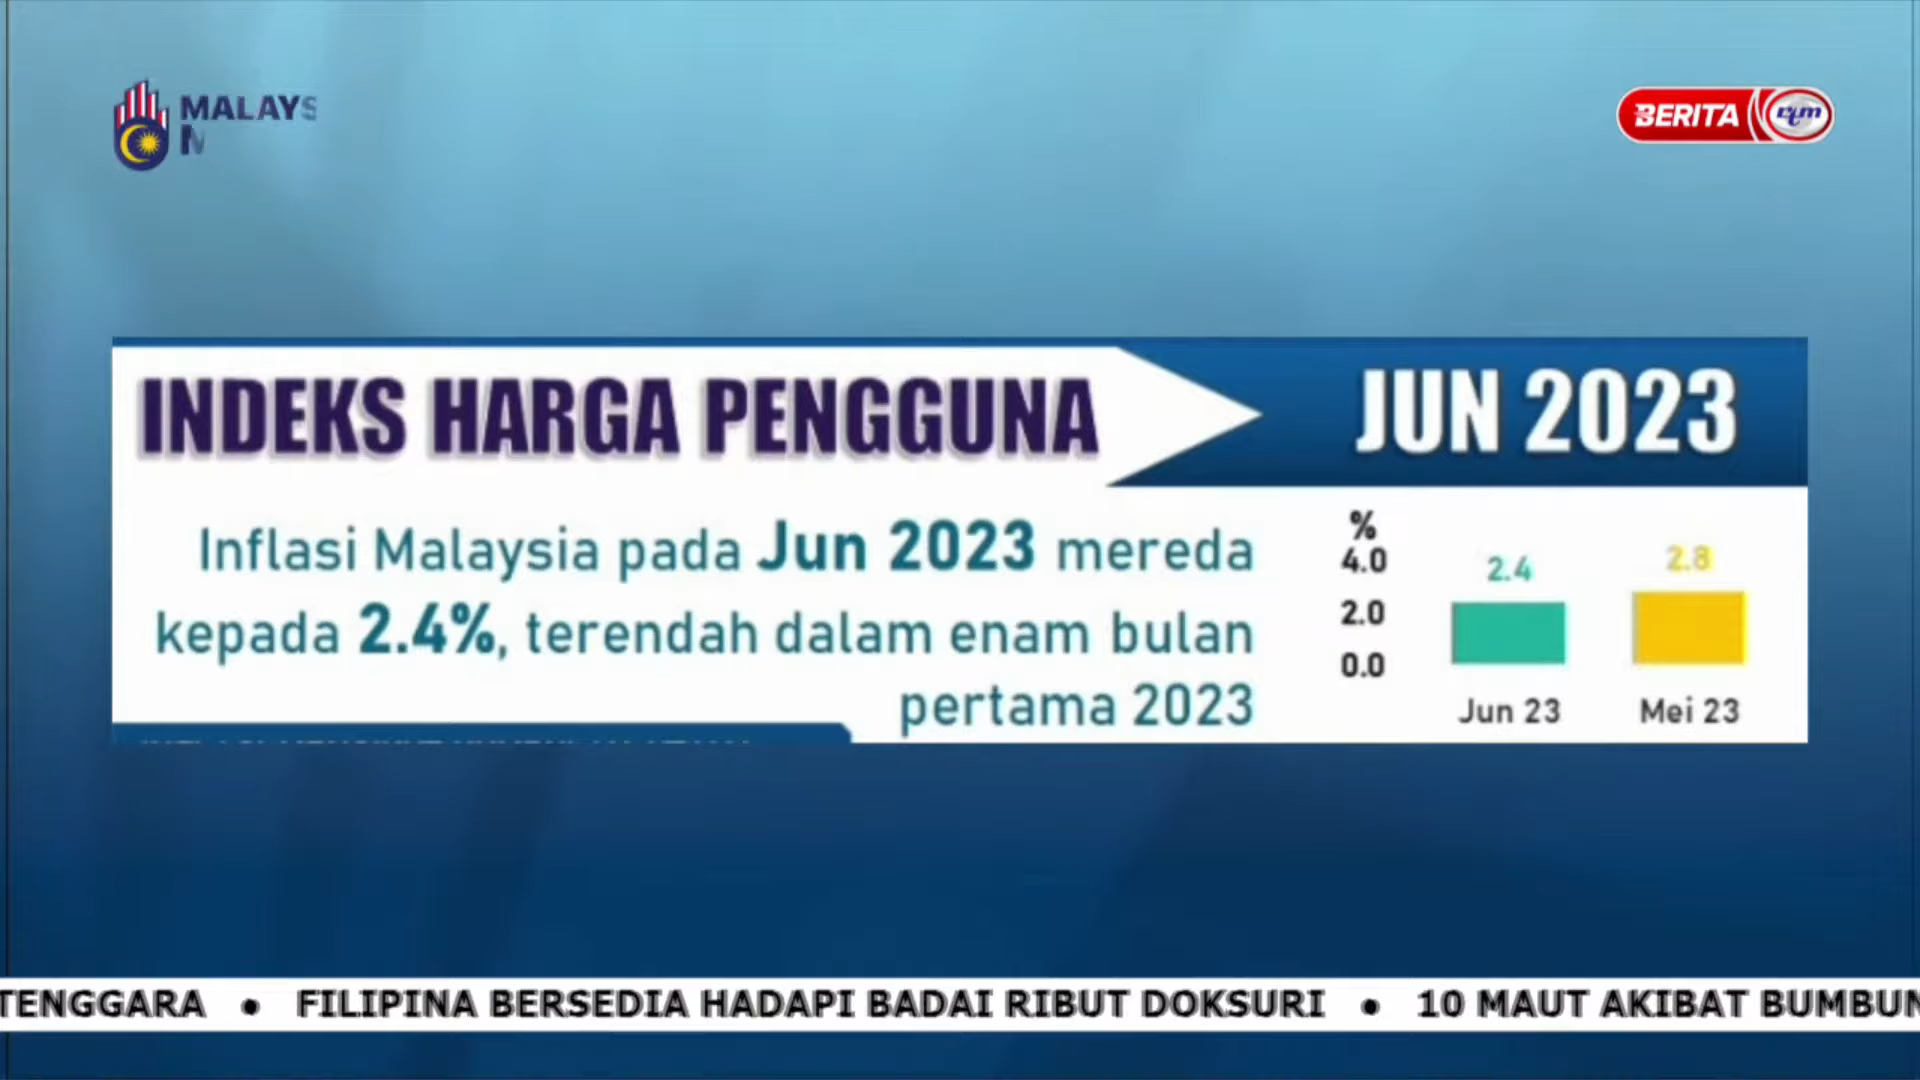 MALAYS
BERITA rtm
INDEKS HARGA PENGGUNA
JUN 2023
Inflasi Malaysia pada Jun 2023 mereda
kepada 2.4%, terendah dalam enam bulan
pertama 2023
%
4.0
2.0
0.0
2.4
2.8
Jun 23
Mei 23
TENGGARA • FILIPINA BERSEDIA HADAPI BADAI RIBUT DOKSURI • 10 MAUT AKIBAT BUMBUN